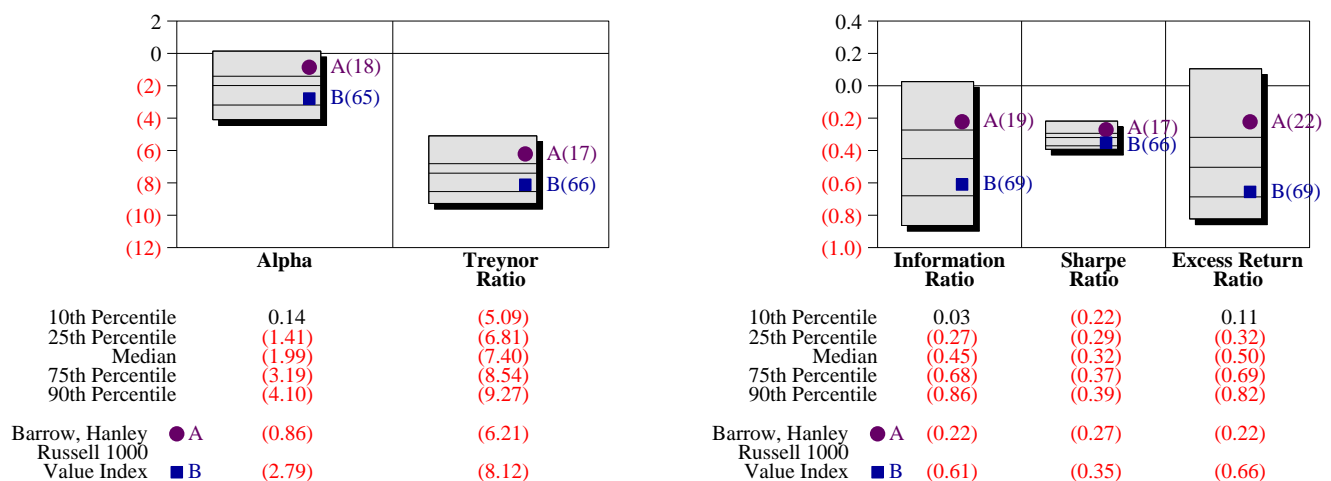 2
0
(2)
(4)
(6)
(8)
(10)
(12)
A(18)
B(65)
A(17)
B(66)
Alpha
Treynor
Ratio
10th Percentile 0.14 (5.09)
25th Percentile (1.41) (6.81)
Median (1.99) (7.40)
75th Percentile (3.19) (8.54)
90th Percentile (4.10) (9.27)
Barrow, Hanley A (0.86) (6.21)
Russell 1000
Value Index B (2.79) (8.12)
0.4
0.2
0.0
(0.2)
(0.4)
(0.6)
(0.8)
(1.0)
A(19)
B(69)
A(17)
B(66)
A(22)
B(69)
Information
Ratio
Sharpe
Ratio
Excess Return
Ratio
10th Percentile 0.03 (0.22) 0.11
25th Percentile (0.27) (0.29) (0.32)
Median (0.45) (0.32) (0.50)
75th Percentile (0.68) (0.37) (0.69)
90th Percentile (0.86) (0.39) (0.82)
Barrow, Hanley A (0.22) (0.27) (0.22)
Russell 1000
Value Index B (0.61) (0.35) (0.66)